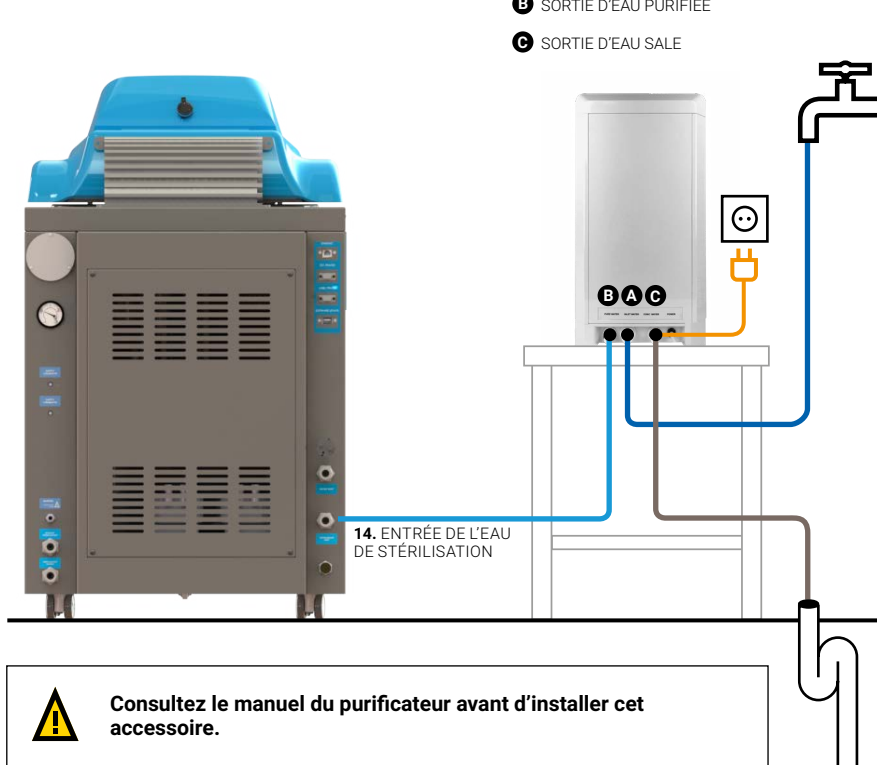 B SORTIE D'EAU PURIFIÉE
C SORTIE D'EAU SALE
B A C
14. ENTRÉE DE L'EAU
DE STÉRILISATION
Consultez le manuel du purificateur avant d'installer cet
accessoire.